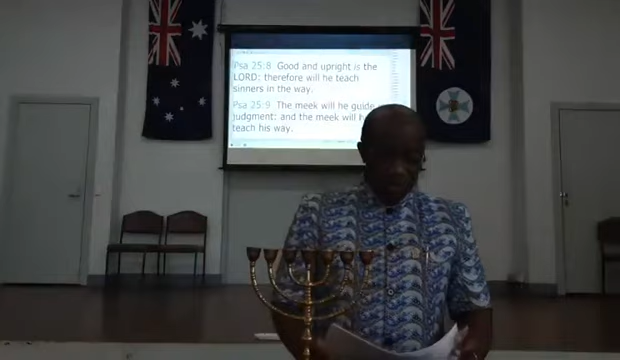 Psa 25:8 Good and upright is the
LORD: therefore will he teach
sinners in the way.
Psa 25:9 The meek will he guide
judgment: and the meek will
teach his way.